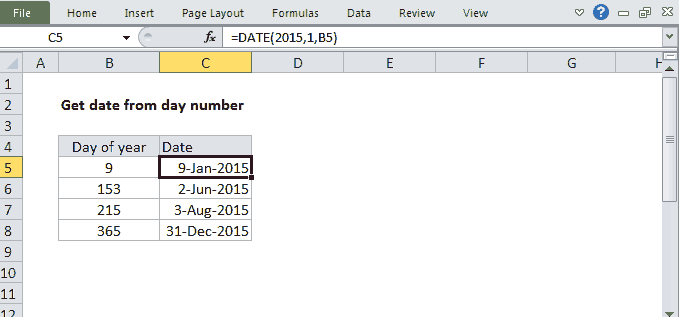 File Home Insert Page Layout Formulas Data Review View ?
C5 fx =DATE(2015,1,B5)
A B C D E F G H
1
2 Get date from day number
3
4 Day of year Date
5 9 9-Jan-2015
6 153 2-Jun-2015
7 215 3-Aug-2015
8 365 31-Dec-2015
9
10
11
12